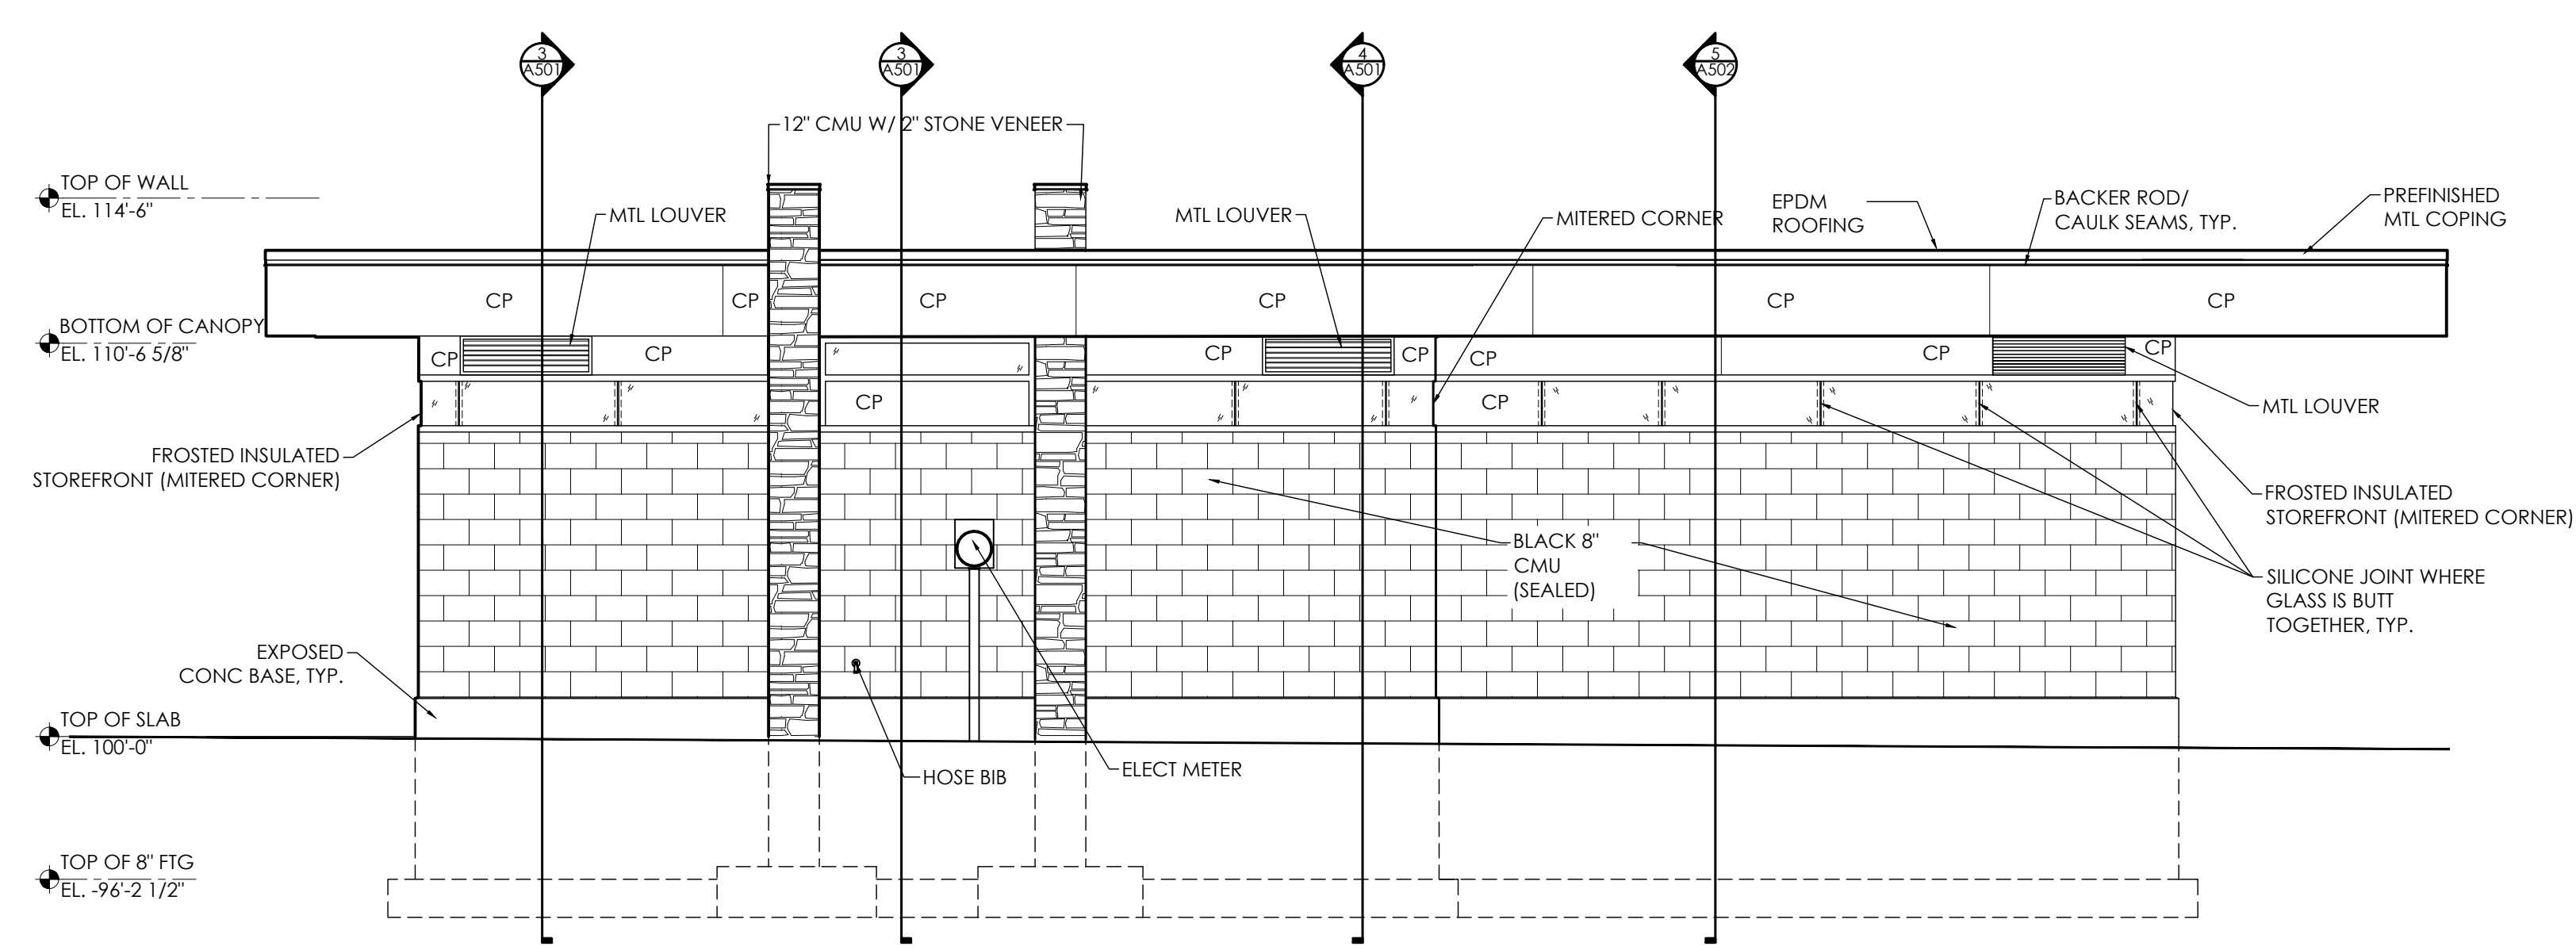 3
A501
3
A501
4
A501
5
A502
12" CMU W/ 2" STONE VENEER
TOP OF WALL
EL. 114'-6"
MTL LOUVER
MTL LOUVER
MITERED CORNER
EPDM
ROOFING
BACKER ROD/
CAULK SEAMS, TYP.
PREFINISHED
MTL COPING
CP
CP
CP
CP
CP
CP
BOTTOM OF CANOPY
EL. 110'-6 5/8"
CP
CP
CP
CP
CP
CP
CP
CP
CP
MTL LOUVER
FROSTED INSULATED
STOREFRONT (MITERED CORNER)
FROSTED INSULATED
STOREFRONT (MITERED CORNER)
BLACK 8"
CMU
(SEALED)
SILICONE JOINT WHERE
GLASS IS BUTT
TOGETHER, TYP.
EXPOSED
CONC BASE, TYP.
TOP OF SLAB
EL. 100'-0"
HOSE BIB
ELECT METER
TOP OF 8" FTG
EL. -96'-2 1/2"